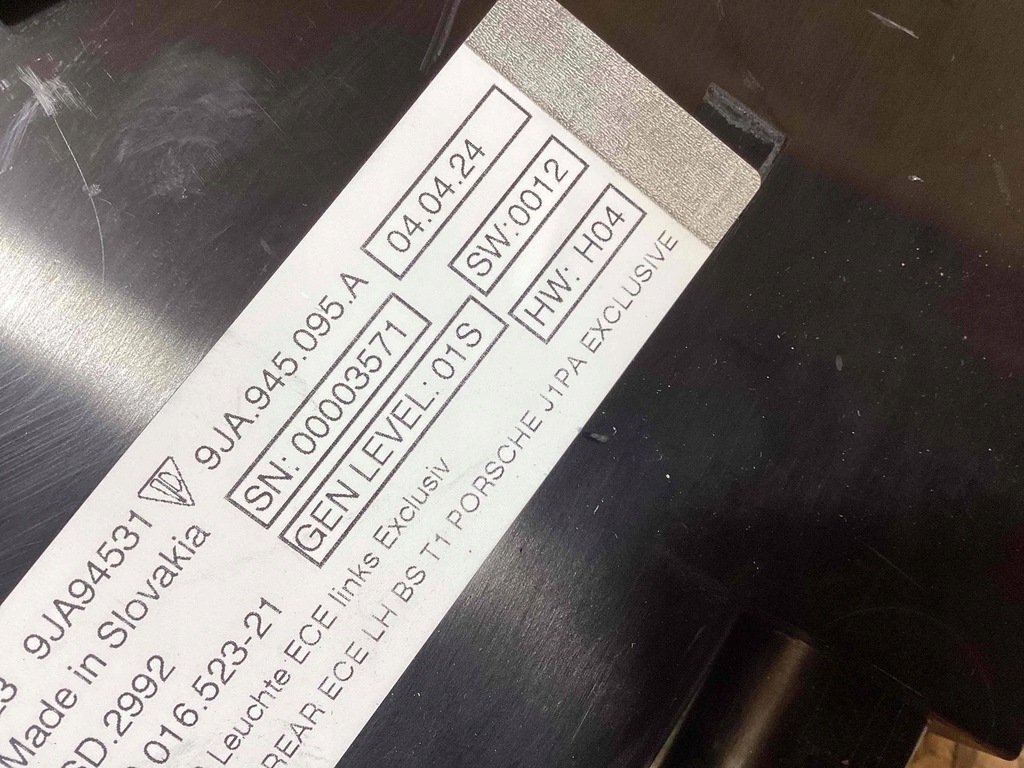 9JA94531 9JA.945.095.A 04.04.24
Made in Slovakia SN: 00003571 SW:0012
SD.2992 GEN LEVEL: 01S HW: H04
016.523-21
Leuchte ECE links Exclusiv
REAR ECE LH BS T1 PORSCHE J1PA EXCLUSIVE